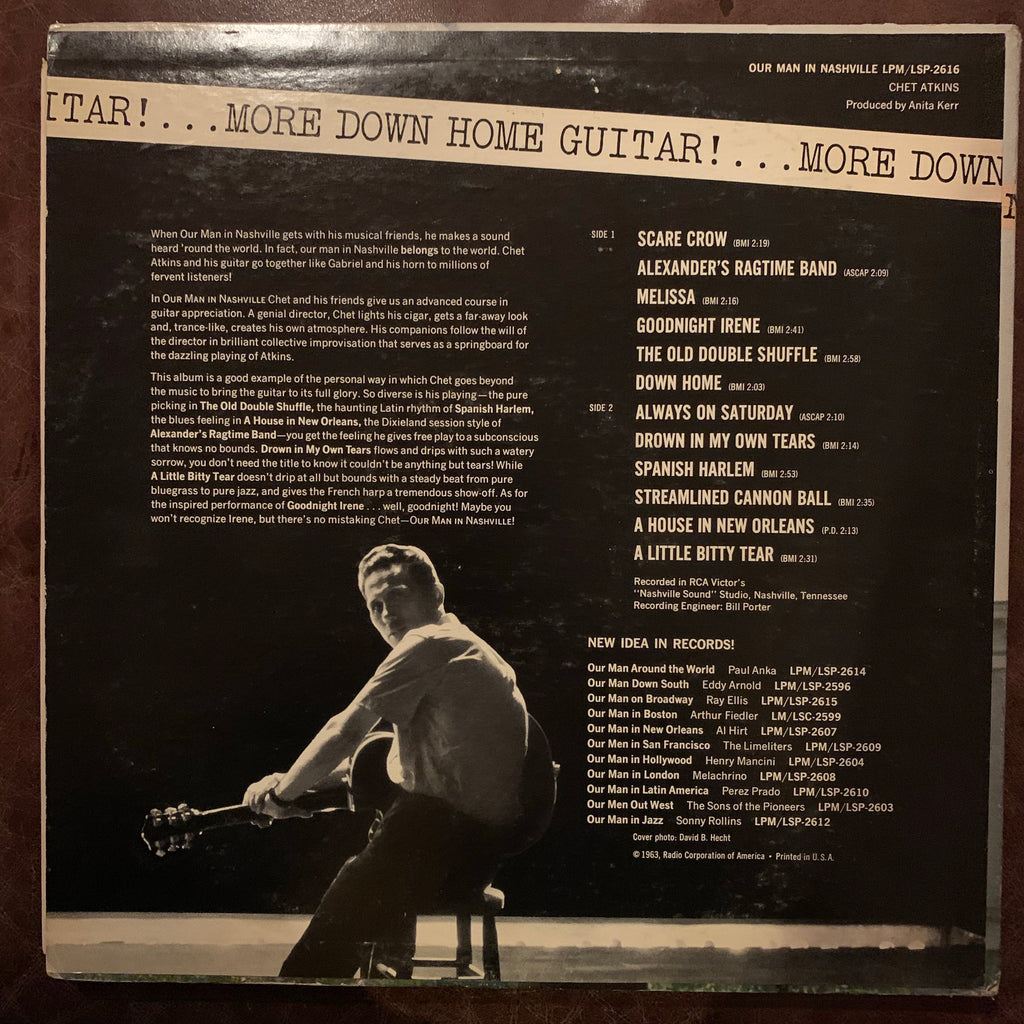 OUR MAN IN NASHVILLE LPM/LSP-2616
CHET ATKINS
Produced by Anita Kerr
ITAR!...MORE DOWN HOME GUITAR!...MORE DOWN
When Our Man in Nashville gets with his musical friends, he makes a sound
heard 'round the world. In fact, our man in Nashville belongs to the world. Chet
Atkins and his guitar go together like Gabriel and his horn to millions of
fervent listeners!
In OUR MAN IN NASHVILLE Chet and his friends give us an advanced course in
guitar appreciation. A genial director, Chet lights his cigar, gets a far-away look
and, trance-like, creates his own atmosphere. His companions follow the will of
the director in brilliant collective improvisation that serves as a springboard for
the dazzling playing of Atkins.
This album is a good example of the personal way in which Chet goes beyond
the music to bring the guitar to its full glory. So diverse is his playing—the pure
picking in The Old Double Shuffle, the haunting Latin rhythm of Spanish Harlem,
the blues feeling in A House in New Orleans, the Dixieland session style of
Alexander's Ragtime Band—you get the feeling he gives free play to a subconscious
that knows no bounds. Drown in My Own Tears flows and drips with such a watery
sorrow, you don't need the title to know it couldn't be anything but tears! While
A Little Bitty Tear doesn't drip at all but bounds with a steady beat from pure
bluegrass to pure jazz, and gives the French harp a tremendous show-off. As for
the inspired performance of Goodnight Irene . . . well, goodnight! Maybe you
won't recognize Irene, but there's no mistaking Chet—OUR MAN IN NASHVILLE!
SIDE 1 SCARE CROW (BMI 2:19)
ALEXANDER'S RAGTIME BAND (ASCAP 2:09)
MELISSA (BMI 2:16)
GOODNIGHT IRENE (BMI 2:41)
THE OLD DOUBLE SHUFFLE (BMI 2:58)
DOWN HOME (BMI 2:03)
SIDE 2 ALWAYS ON SATURDAY (ASCAP 2:10)
DROWN IN MY OWN TEARS (BMI 2:14)
SPANISH HARLEM (BMI 2:53)
STREAMLINED CANNON BALL (BMI 2:35)
A HOUSE IN NEW ORLEANS (P.D. 2:13)
A LITTLE BITTY TEAR (BMI 2:31)
Recorded in RCA Victor's
"Nashville Sound" Studio, Nashville, Tennessee
Recording Engineer: Bill Porter
NEW IDEA IN RECORDS!
Our Man Around the World Paul Anka LPM/LSP-2614
Our Man Down South Eddy Arnold LPM/LSP-2596
Our Man on Broadway Ray Ellis LPM/LSP-2615
Our Man in Boston Arthur Fiedler LM/LSC-2599
Our Man in New Orleans Al Hirt LPM/LSP-2607
Our Men in San Francisco The Limeliters LPM/LSP-2609
Our Man in Hollywood Henry Mancini LPM/LSP-2604
Our Man in London Melachrino LPM/LSP-2608
Our Man in Latin America Perez Prado LPM/LSP-2610
Our Men Out West The Sons of the Pioneers LPM/LSP-2603
Our Man in Jazz Sonny Rollins LPM/LSP-2612
Cover photo: David B. Hecht
© 1963, Radio Corporation of America • Printed in U.S.A.